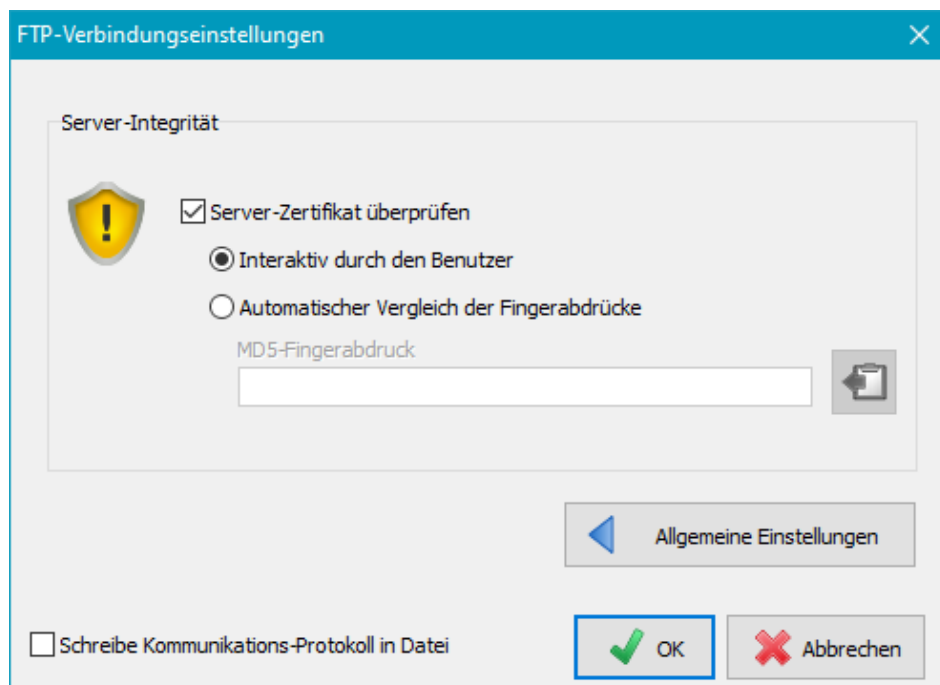 FTP-Verbindungseinstellungen
Server-Integrität
Server-Zertifikat überprüfen
Interaktiv durch den Benutzer
Automatischer Vergleich der Fingerabdrücke
MD5-Fingerabdruck
Allgemeine Einstellungen
Schreibe Kommunikations-Protokoll in Datei
OK
Abbrechen